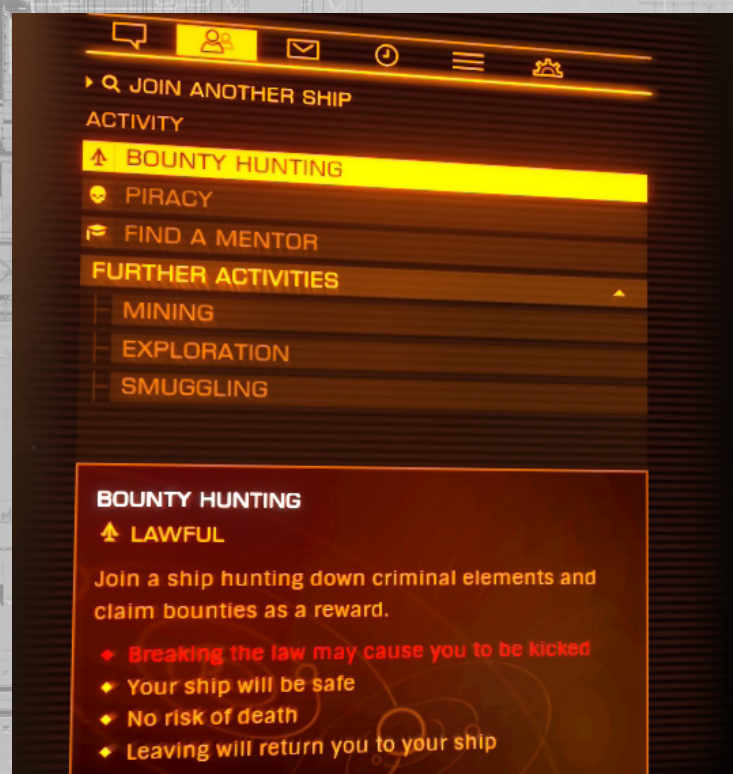 JOIN ANOTHER SHIP
ACTIVITY
BOUNTY HUNTING
PIRACY
FIND A MENTOR
FURTHER ACTIVITIES
MINING
EXPLORATION
SMUGGLING
BOUNTY HUNTING
LAWFUL
Join a ship hunting down criminal elements and
claim bounties as a reward.
Breaking the law may cause you to be kicked
Your ship will be safe
No risk of death
Leaving will return you to your ship